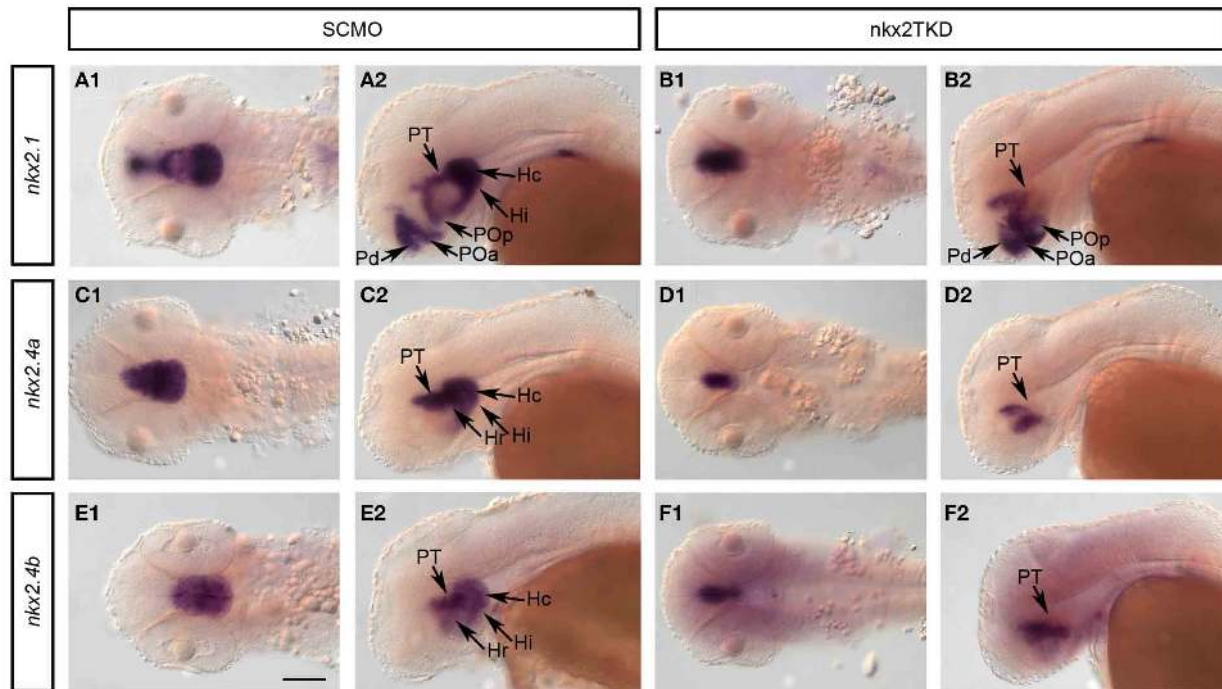 SCMO
nkx2TKD
nkx2.1
A1
A2
PT
Hc
Hi
POp
POa
Pd
B1
B2
PT
POp
POa
Pd
nkx2.4a
C1
C2
PT
Hc
Hi
Hr
D1
D2
PT
nkx2.4b
E1
E2
PT
Hc
Hi
Hr
F1
F2
PT